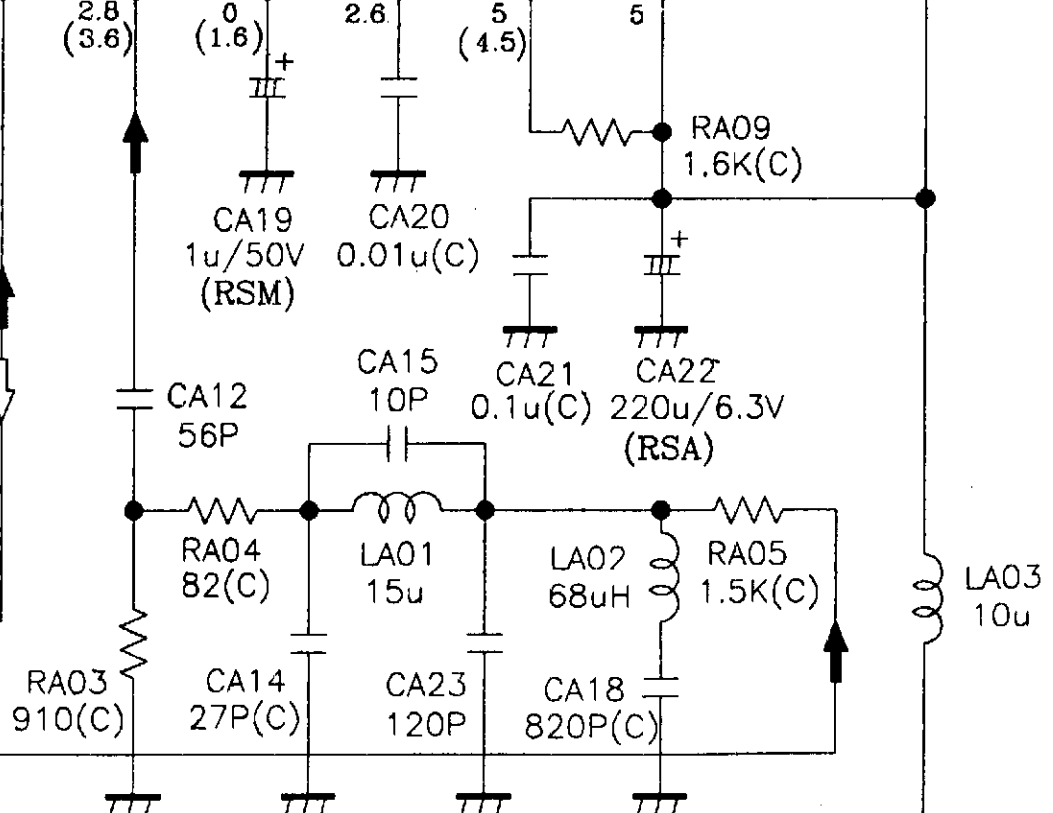 2.8
(3.6)
0
(1.6)
2.6
5
(4.5)
5
RA09
1.6K(C)
CA19
1u/50V
(RSM)
CA20
0.01u(C)
CA21
0.1u(C)
CA22
220u/6.3V
(RSA)
CA15
10P
CA12
56P
RA04
82(C)
LA01
15u
LA02
68uH
RA05
1.5K(C)
LA03
10u
RA03
910(C)
CA14
27P(C)
CA23
120P
CA18
820P(C)